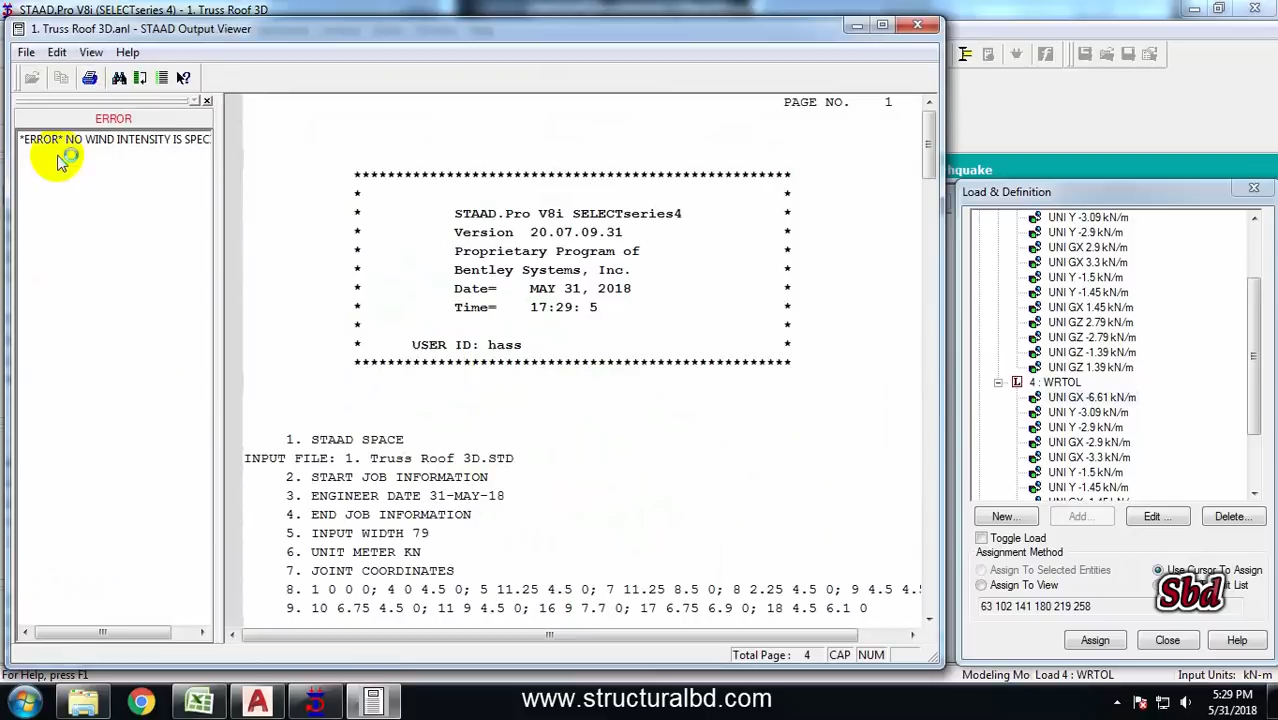 STAAD.Pro V8i (SELECTseries 4) - 1. Truss Roof 3D
1. Truss Roof 3D.anl - STAAD Output Viewer
File Edit View Help
ERROR
*ERROR* NO WIND INTENSITY IS SPEC
PAGE NO. 1
****************************************************
* *
* STAAD.Pro V8i SELECTseries4 *
* Version 20.07.09.31 *
* Proprietary Program of *
* Bentley Systems, Inc. *
* Date= MAY 31, 2018 *
* Time= 17:29: 5 *
* *
* USER ID: hass *
****************************************************
1. STAAD SPACE
INPUT FILE: 1. Truss Roof 3D.STD
2. START JOB INFORMATION
3. ENGINEER DATE 31-MAY-18
4. END JOB INFORMATION
5. INPUT WIDTH 79
6. UNIT METER KN
7. JOINT COORDINATES
8. 1 0 0 0; 4 0 4.5 0; 5 11.25 4.5 0; 7 11.25 8.5 0; 8 2.25 4.5 0; 9 4.5 4.5
9. 10 6.75 4.5 0; 11 9 4.5 0; 16 9 7.7 0; 17 6.75 6.9 0; 18 4.5 6.1 0
Total Page: 4 CAP NUM
For Help, press F1
hquake
Load & Definition
UNI Y -3.09 kN/m
UNI Y -2.9 kN/m
UNI GX 2.9 kN/m
UNI GX 3.3 kN/m
UNI Y -1.5 kN/m
UNI Y -1.45 kN/m
UNI GX 1.45 kN/m
UNI GZ 2.79 kN/m
UNI GZ -2.79 kN/m
UNI GZ -1.39 kN/m
UNI GZ 1.39 kN/m
4 : WRTOL
UNI GX -6.61 kN/m
UNI Y -3.09 kN/m
UNI Y -2.9 kN/m
UNI GX -2.9 kN/m
UNI GX -3.3 kN/m
UNI Y -1.5 kN/m
UNI Y -1.45 kN/m
New... Add... Edit ... Delete...
Toggle Load
Assignment Method
Assign To Selected Entities
Use Cursor To Assign
Assign To View
t List
Sbd
63 102 141 180 219 258
Assign Close Help
Modeling Mo Load 4 : WRTOL Input Units: kN-m
www.structuralbd.com
5:29 PM
5/31/2018